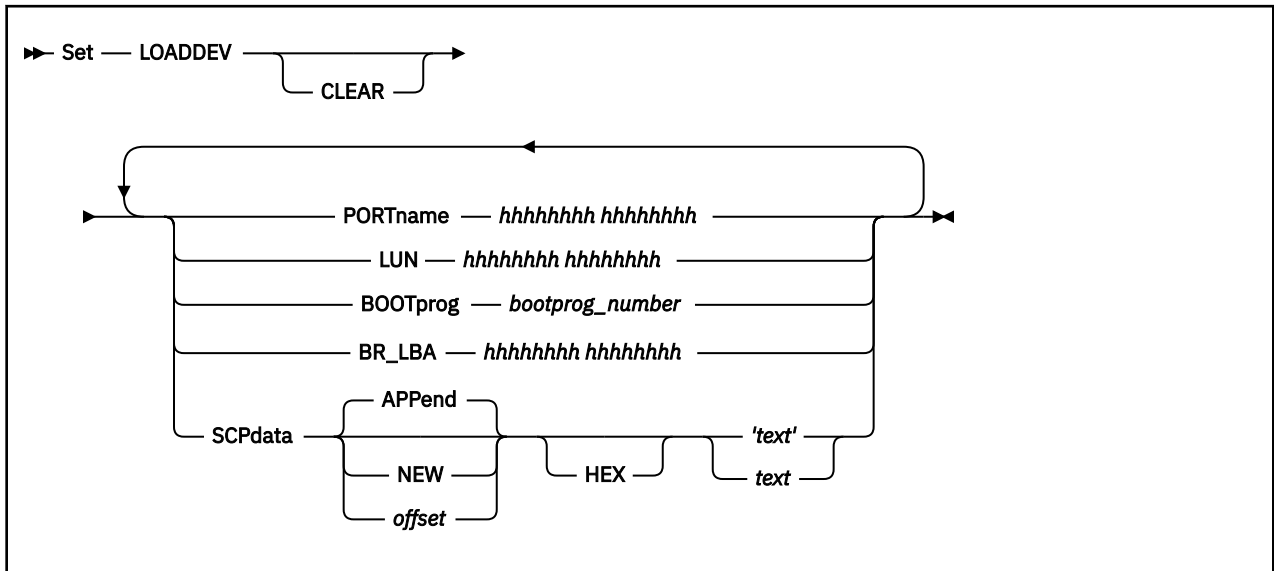 Set LOADDEV
CLEAR
PORTname hhhhhhhh hhhhhhhh
LUN hhhhhhhh hhhhhhhh
BOOTprog bootprog_number
BR_LBA hhhhhhhh hhhhhhhh
APPend
SCPdata 'text'
NEW HEX text
offset